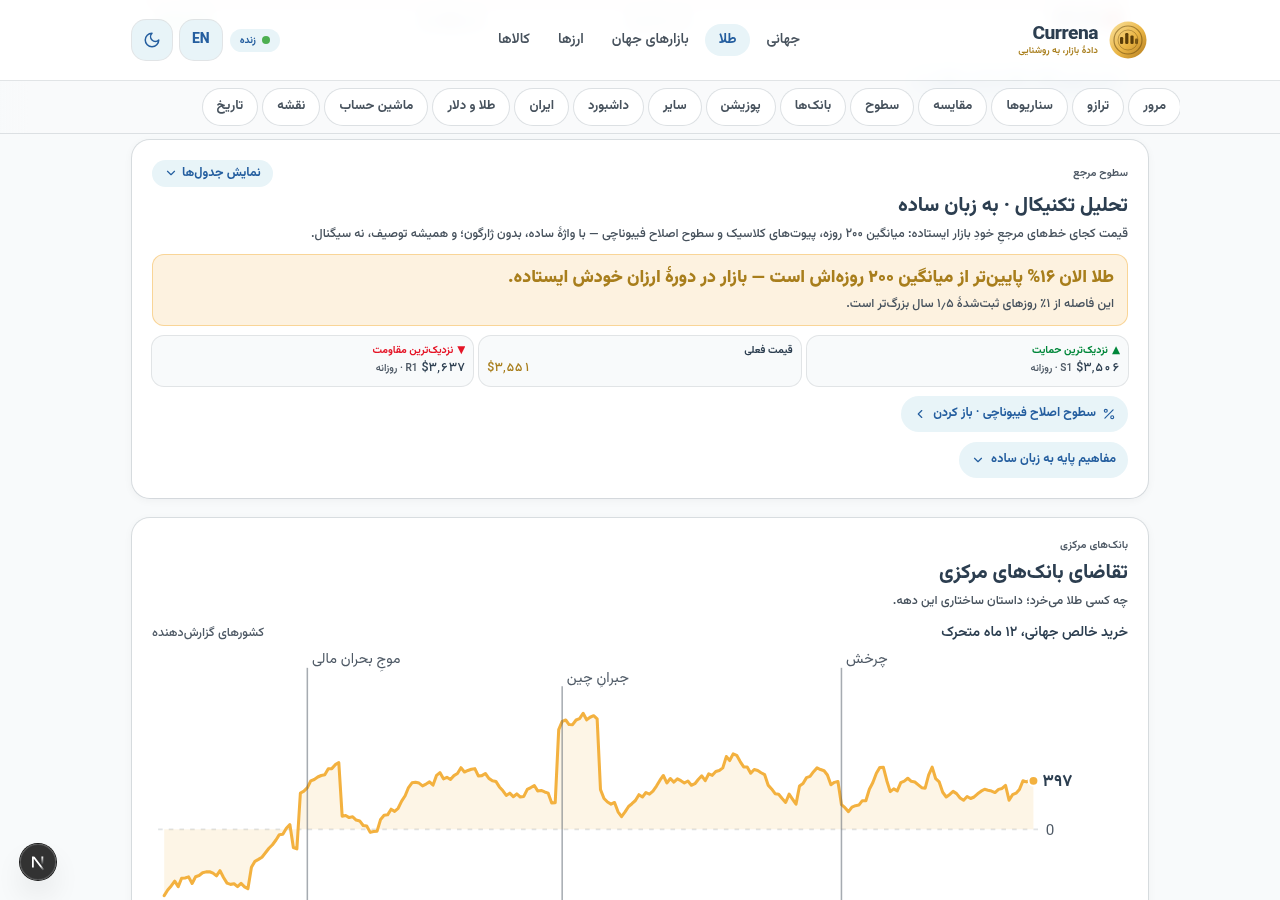 Currena
دادهٔ بازار، به روشنایی
جهانی
طلا
بازارهای جهان
ارزها
کالاها
زنده
EN
مرور
ترازو
سناریوها
مقایسه
سطوح
بانک‌ها
پوزیشن
سایر
داشبورد
ایران
طلا و دلار
ماشین حساب
نقشه
تاریخ
سطوح مرجع
نمایش جدول‌ها
تحلیل تکنیکال · به زبان ساده
قیمت کجای خط‌های مرجعِ خودِ بازار ایستاده: میانگین ۲۰۰ روزه، پیوت‌های کلاسیک و سطوح اصلاح فیبوناچی — با واژهٔ ساده، بدون ژارگون؛ و همیشه توصیف، نه سیگنال.
طلا الان ۱۶% پایین‌تر از میانگین ۲۰۰ روزه‌اش است — بازار در دورهٔ ارزان خودش ایستاده.
این فاصله از ۱٪ روزهای ثبت‌شدهٔ ۱٫۵ سال بزرگ‌تر است.
▲ نزدیک‌ترین حمایت
$۳,۵۰۶ S1 · روزانه
قیمت فعلی
$۳,۵۵۱
▼ نزدیک‌ترین مقاومت
$۳,۶۳۷ R1 · روزانه
سطوح اصلاح فیبوناچی · باز کردن
مفاهیم پایه به زبان ساده
بانک‌های مرکزی
تقاضای بانک‌های مرکزی
چه کسی طلا می‌خرد؛ داستان ساختاری این دهه.
خرید خالص جهانی، ۱۲ ماه متحرک
کشورهای گزارش‌دهنده
چرخش
جبرانِ چین
موجِ بحران مالی
۳۹۷
0
N